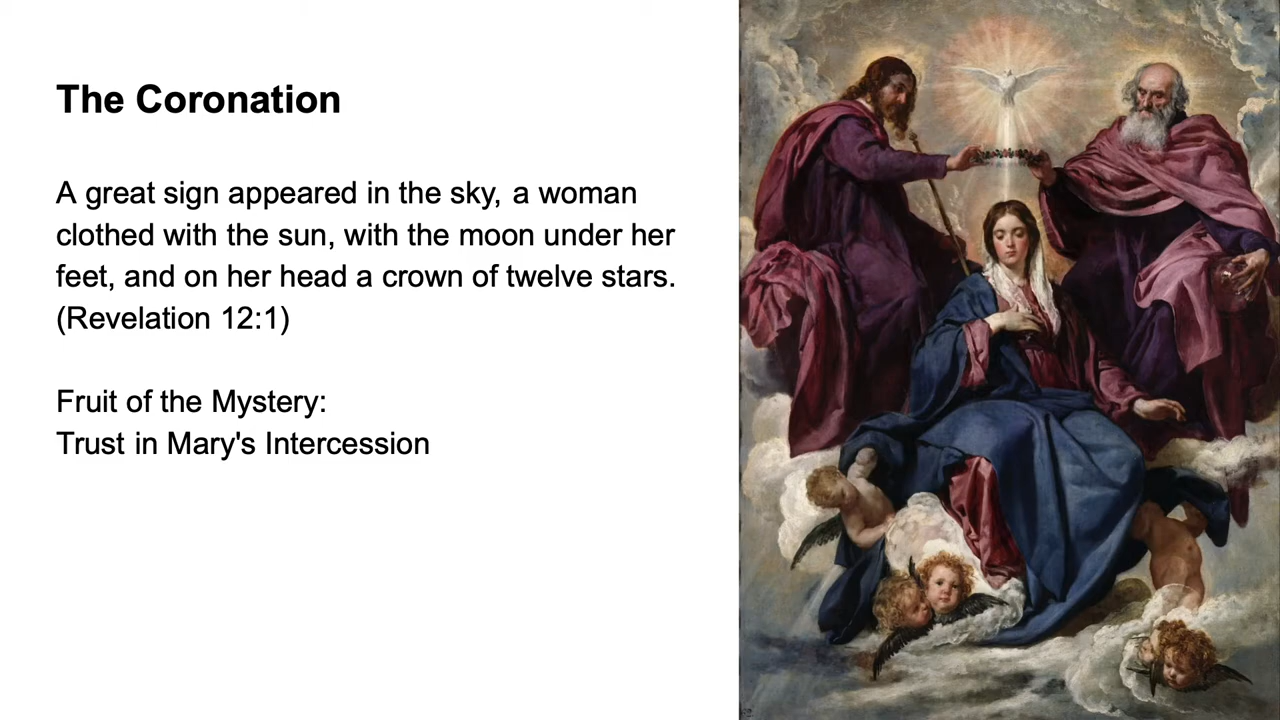 The Coronation
A great sign appeared in the sky, a woman
clothed with the sun, with the moon under her
feet, and on her head a crown of twelve stars.
(Revelation 12:1)
Fruit of the Mystery:
Trust in Mary's Intercession